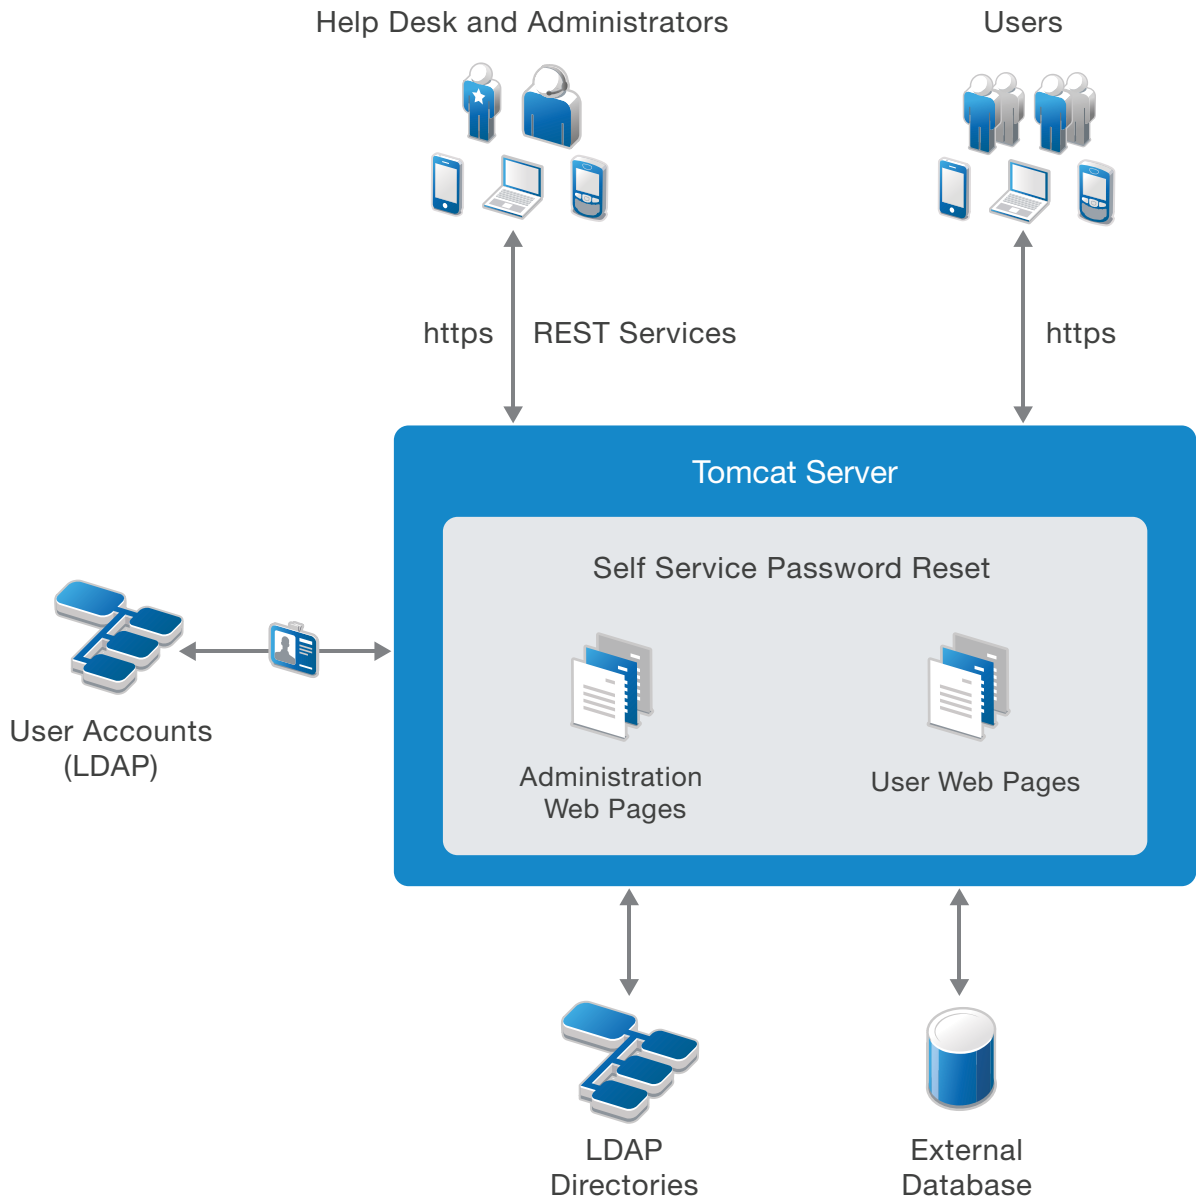 Help Desk and Administrators
Users
https
REST Services
https
Tomcat Server
Self Service Password Reset
User Accounts
(LDAP)
Administration
Web Pages
User Web Pages
LDAP
Directories
External
Database